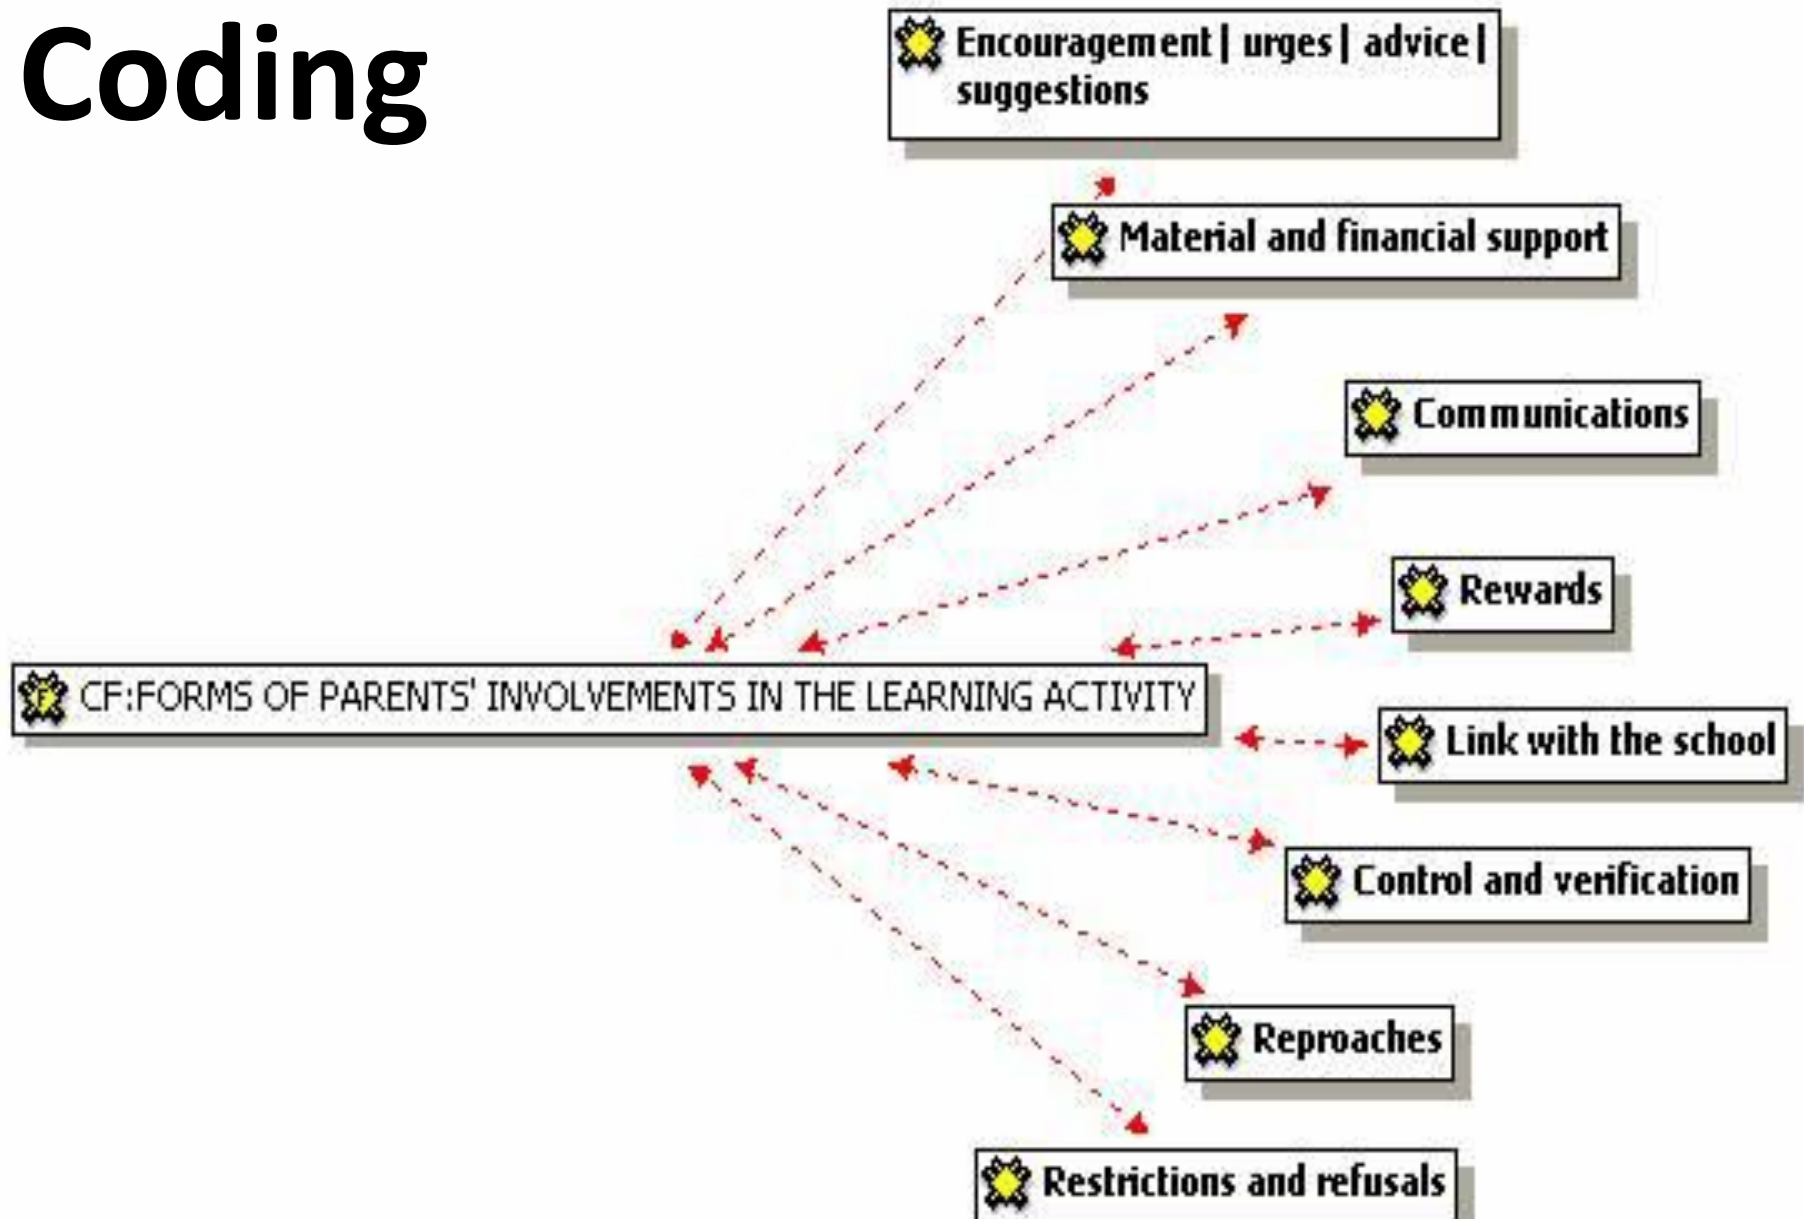 Coding
Encouragement| urges| advice|
suggestions
Material and financial support
Communications
Rewards
CF:FORMS OF PARENTS' INVOLVEMENTS IN THE LEARNING ACTIVITY
Link with the school
Control and verification
Reproaches
Restrictions and refusals